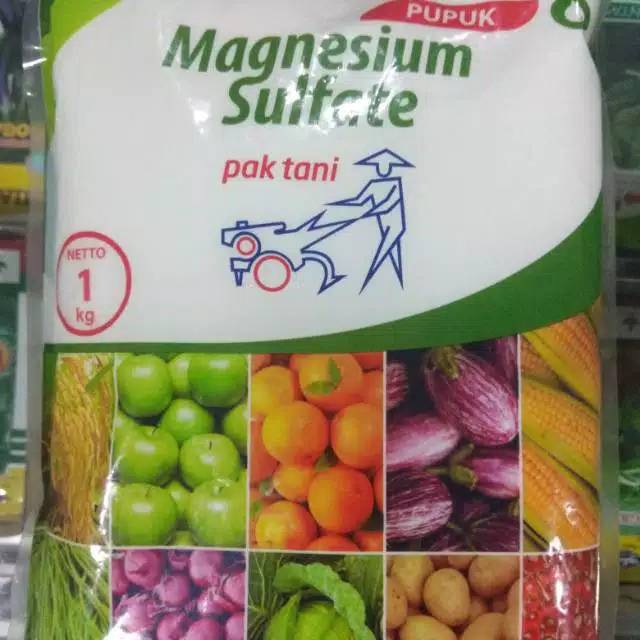 PUPUK
Magnesium
Sulfate
pak tani
NETTO
1
kg